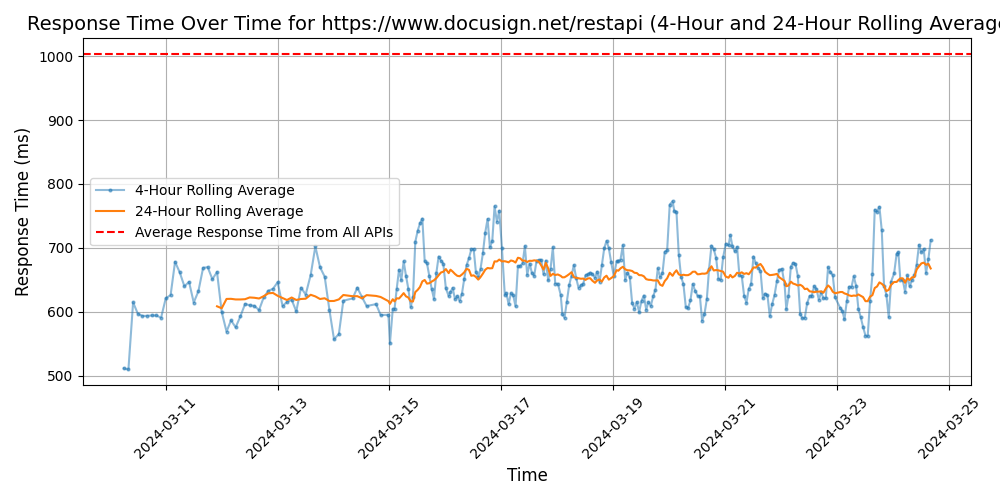 Response Time Over Time for https://www.docusign.net/restapi (4-Hour and 24-Hour Rolling Average
Response Time (ms)
1000
900
800
700
600
500
4-Hour Rolling Average
24-Hour Rolling Average
Average Response Time from All APIs
2024-03-11
2024-03-13
2024-03-15
2024-03-17
2024-03-19
2024-03-21
2024-03-23
2024-03-25
Time